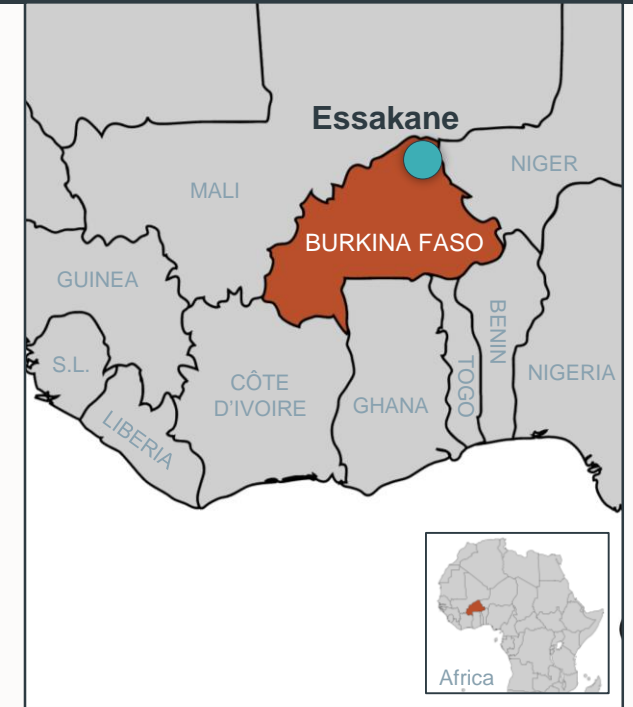 Essakane
NIGER
MALI
BURKINA FASO
GUINEA
BENIN
S.L.
TOGO
NIGERIA
CÔTE
D'IVOIRE
GHANA
LIBERIA
Africa